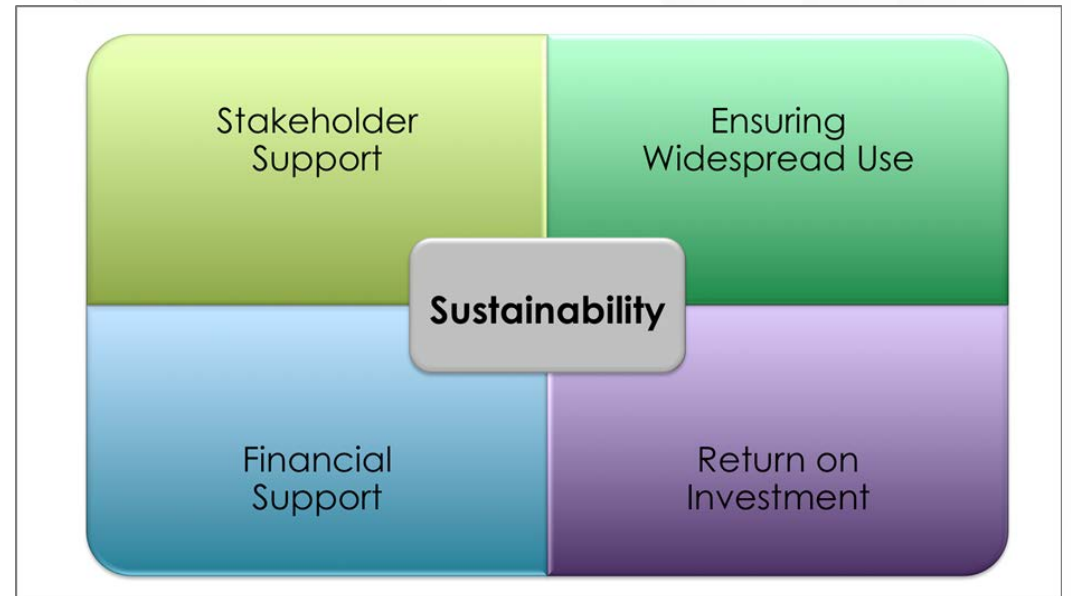 Stakeholder
Support
Ensuring
Widespread Use
Sustainability
Financial
Support
Return on
Investment